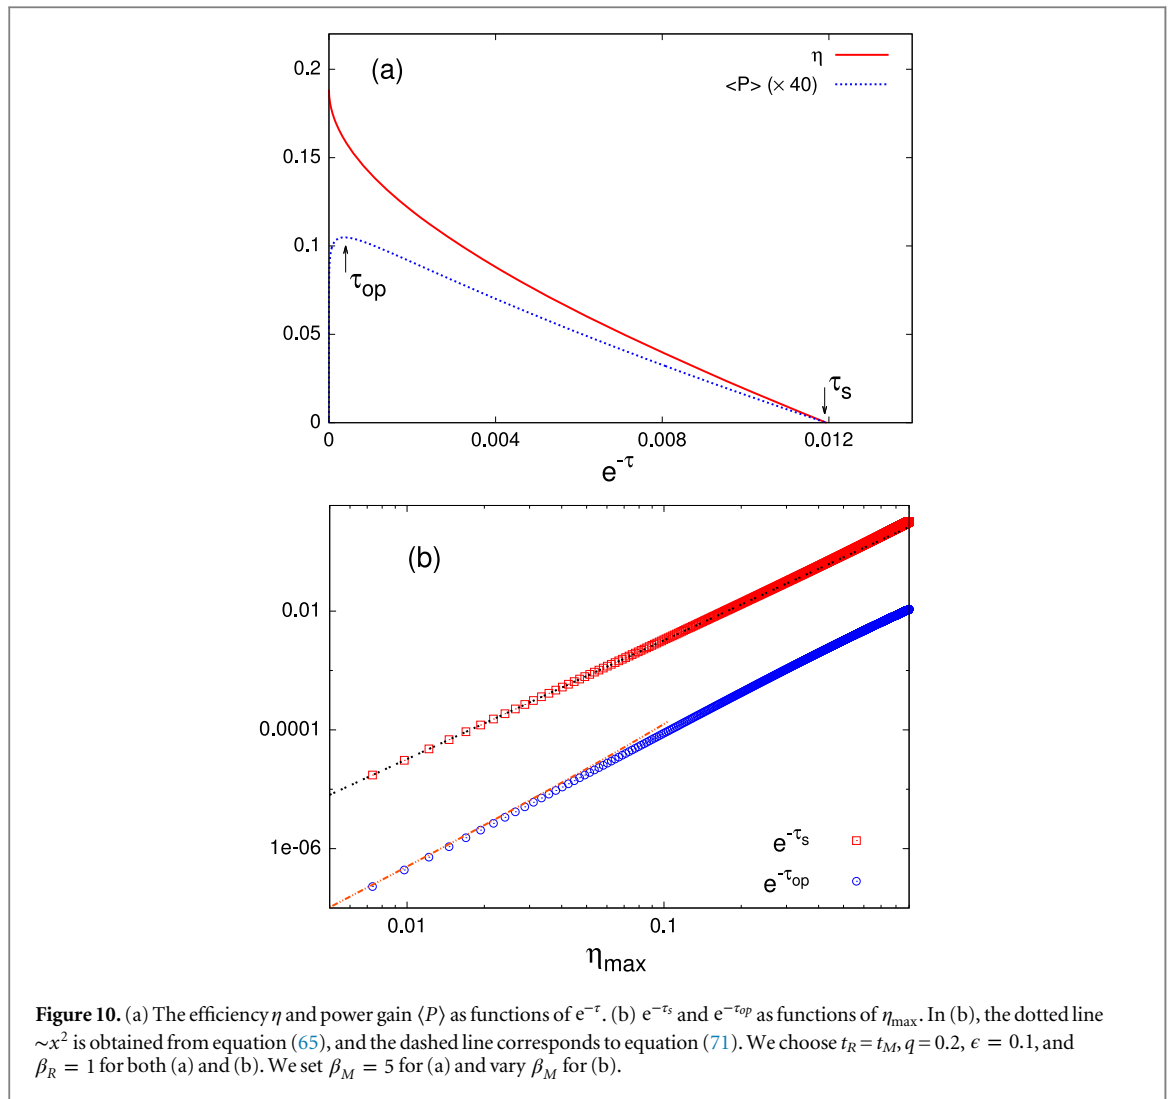 (a)
η
<P> (× 40)
0.2
0.15
0.1
0.05
0
τop
τs
0 0.004 0.008 0.012
e-τ
(b)
0.01
0.0001
1e-06
e-τs
e-τop
0.01 0.1
ηmax
Figure 10. (a) The efficiency η and power gain ⟨P⟩ as functions of e−τ. (b) e−τs and e−τop as functions of ηmax. In (b), the dotted line
∼x2 is obtained from equation (65), and the dashed line corresponds to equation (71). We choose tR = tM, q = 0.2, ϵ = 0.1, and
βR = 1 for both (a) and (b). We set βM = 5 for (a) and vary βM for (b).